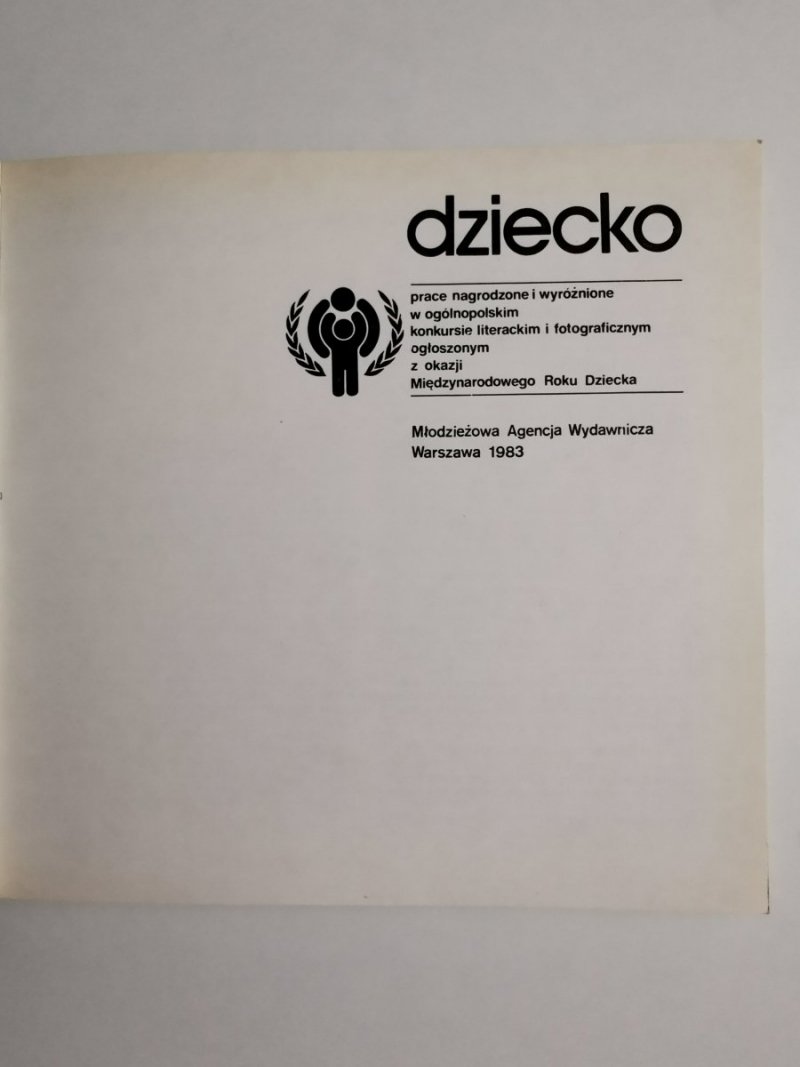 dziecko
prace nagrodzone i wyróżnione
w ogólnopolskim
konkursie literackim i fotograficznym
ogłoszonym
z okazji
Międzynarodowego Roku Dziecka
Młodzieżowa Agencja Wydawnicza
Warszawa 1983